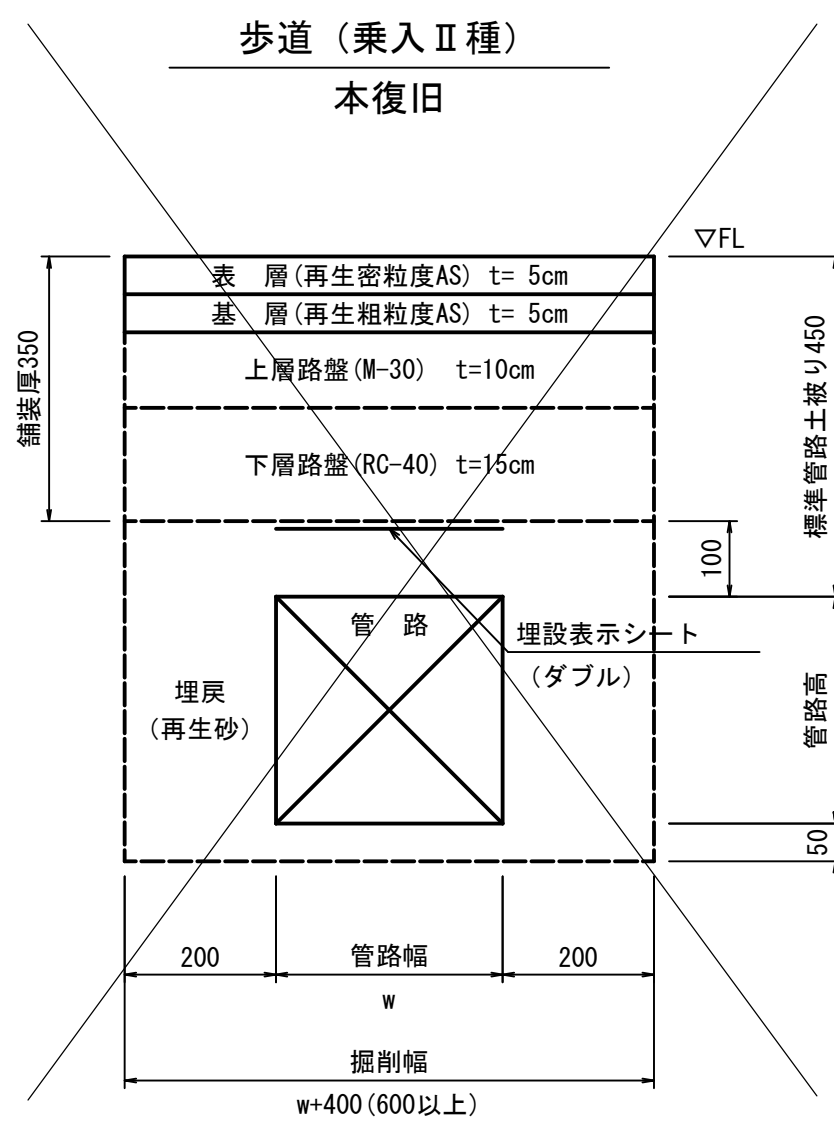 歩道（乗入Ⅱ種）
本復旧
▽FL
表　層(再生密粒度AS) t= 5cm
基　層(再生粗粒度AS) t= 5cm
上層路盤(M-30)　t=10cm
下層路盤(RC-40) t=15cm
舗装厚350
標準管路土被り450
100
管　路
埋設表示シート
（ダブル）
埋戻
（再生砂）
管路高
50
200
管路幅
200
w
掘削幅
w+400(600以上)